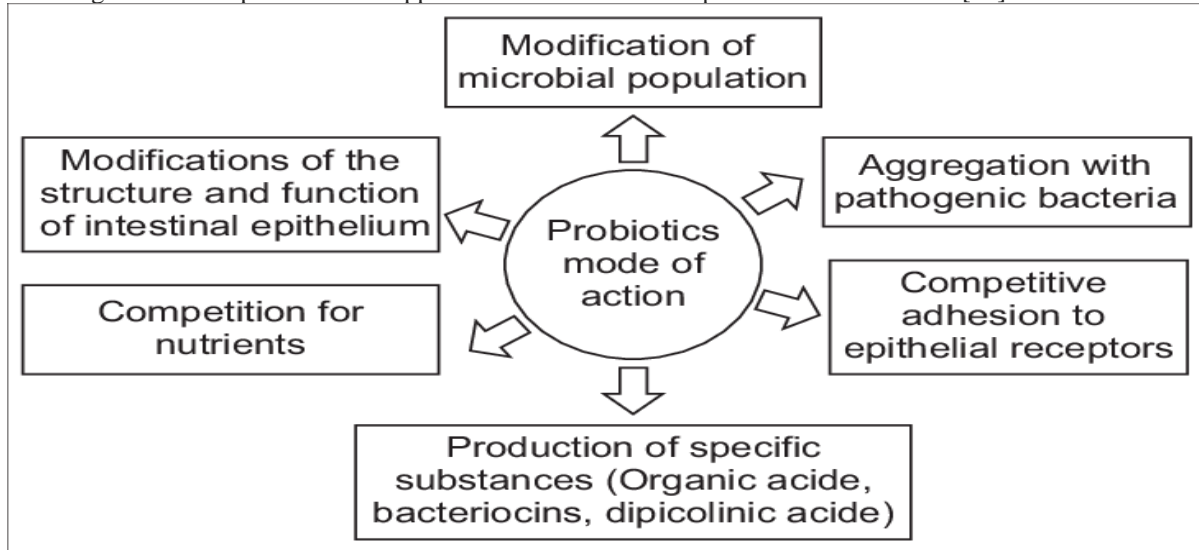 Modification of
microbial population
Modifications of the
structure and function
of intestinal epithelium
Aggregation with
pathogenic bacteria
Probiotics
mode of
action
Competition for
nutrients
Competitive
adhesion to
epithelial receptors
Production of specific
substances (Organic acide,
bacteriocins, dipicolinic acide)